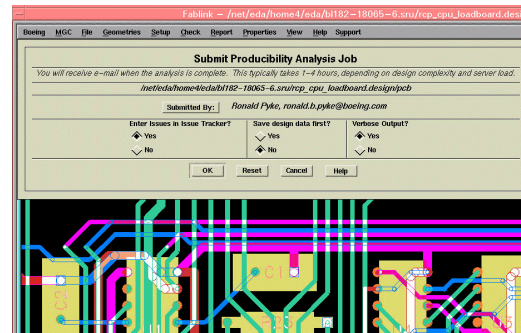 Fablink - /net/eda/home4/eda/bl182-18065-6.sru/rcp_cpu_loadboard.desi
Boeing MGC File Geometries Setup Check Report Properties View Help Support
Submit Producibility Analysis Job
You will receive e-mail when the analysis is complete. This typically takes 1-4 hours, depending on design complexity and server load.
/net/eda/home4/eda/bl182-18065-6.sru/rcp_cpu_loadboard.design/pcb
Submitted By: Ronald Pyke, ronald.b.pyke@boeing.com
Enter Issues in Issue Tracker? Save design data first? Verbose Output?
Yes Yes Yes
No No No
OK Reset Cancel Help